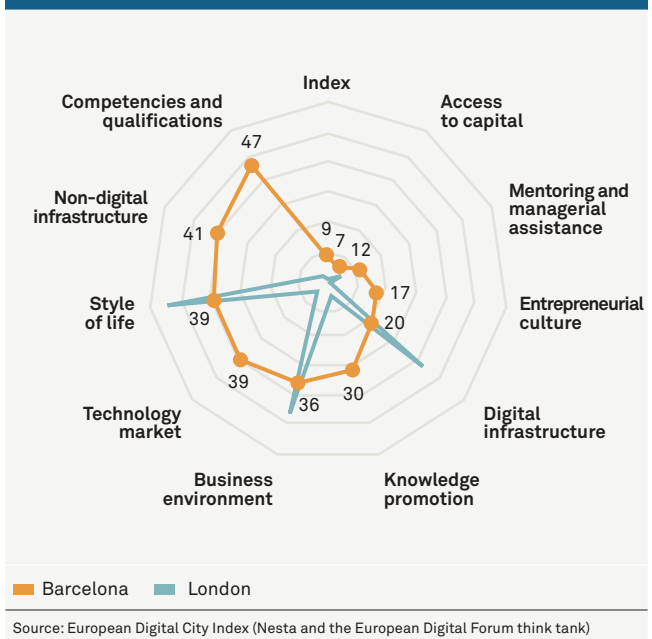 Index
Competencies and
qualifications
Access
to capital
47
Non-digital
infrastructure
Mentoring and
managerial
assistance
9
7
12
41
17
Style
of life
39
20
Entrepreneurial
culture
39
36
30
Technology
market
Digital
infrastructure
Business
environment
Knowledge
promotion
Barcelona
London
Source: European Digital City Index (Nesta and the European Digital Forum think tank)